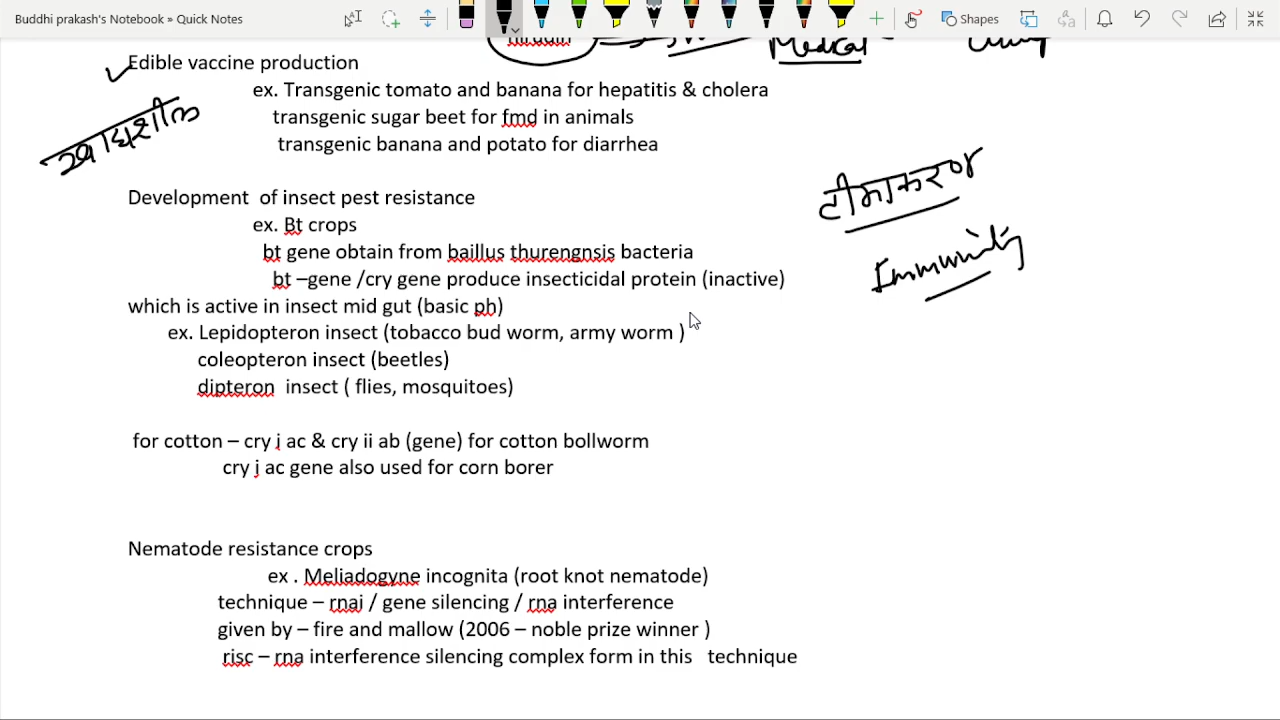 Buddhi prakash's Notebook » Quick Notes
Shapes
Medical
Edible vaccine production
ex. Transgenic tomato and banana for hepatitis & cholera
transgenic sugar beet for fmd in animals
transgenic banana and potato for diarrhea
टीकाकरण
Development of insect pest resistance
ex. Bt crops
Immunity
bt gene obtain from baillus thurengnsis bacteria
bt –gene /cry gene produce insecticidal protein (inactive)
which is active in insect mid gut (basic ph)
ex. Lepidopteron insect (tobacco bud worm, army worm )
coleopteron insect (beetles)
dipteron insect ( flies, mosquitoes)
for cotton – cry j ac & cry ii ab (gene) for cotton bollworm
cry j ac gene also used for corn borer
Nematode resistance crops
ex . Meliadogyne incognita (root knot nematode)
technique – rnai / gene silencing / rna interference
given by – fire and mallow (2006 – noble prize winner )
risc – rna interference silencing complex form in this technique